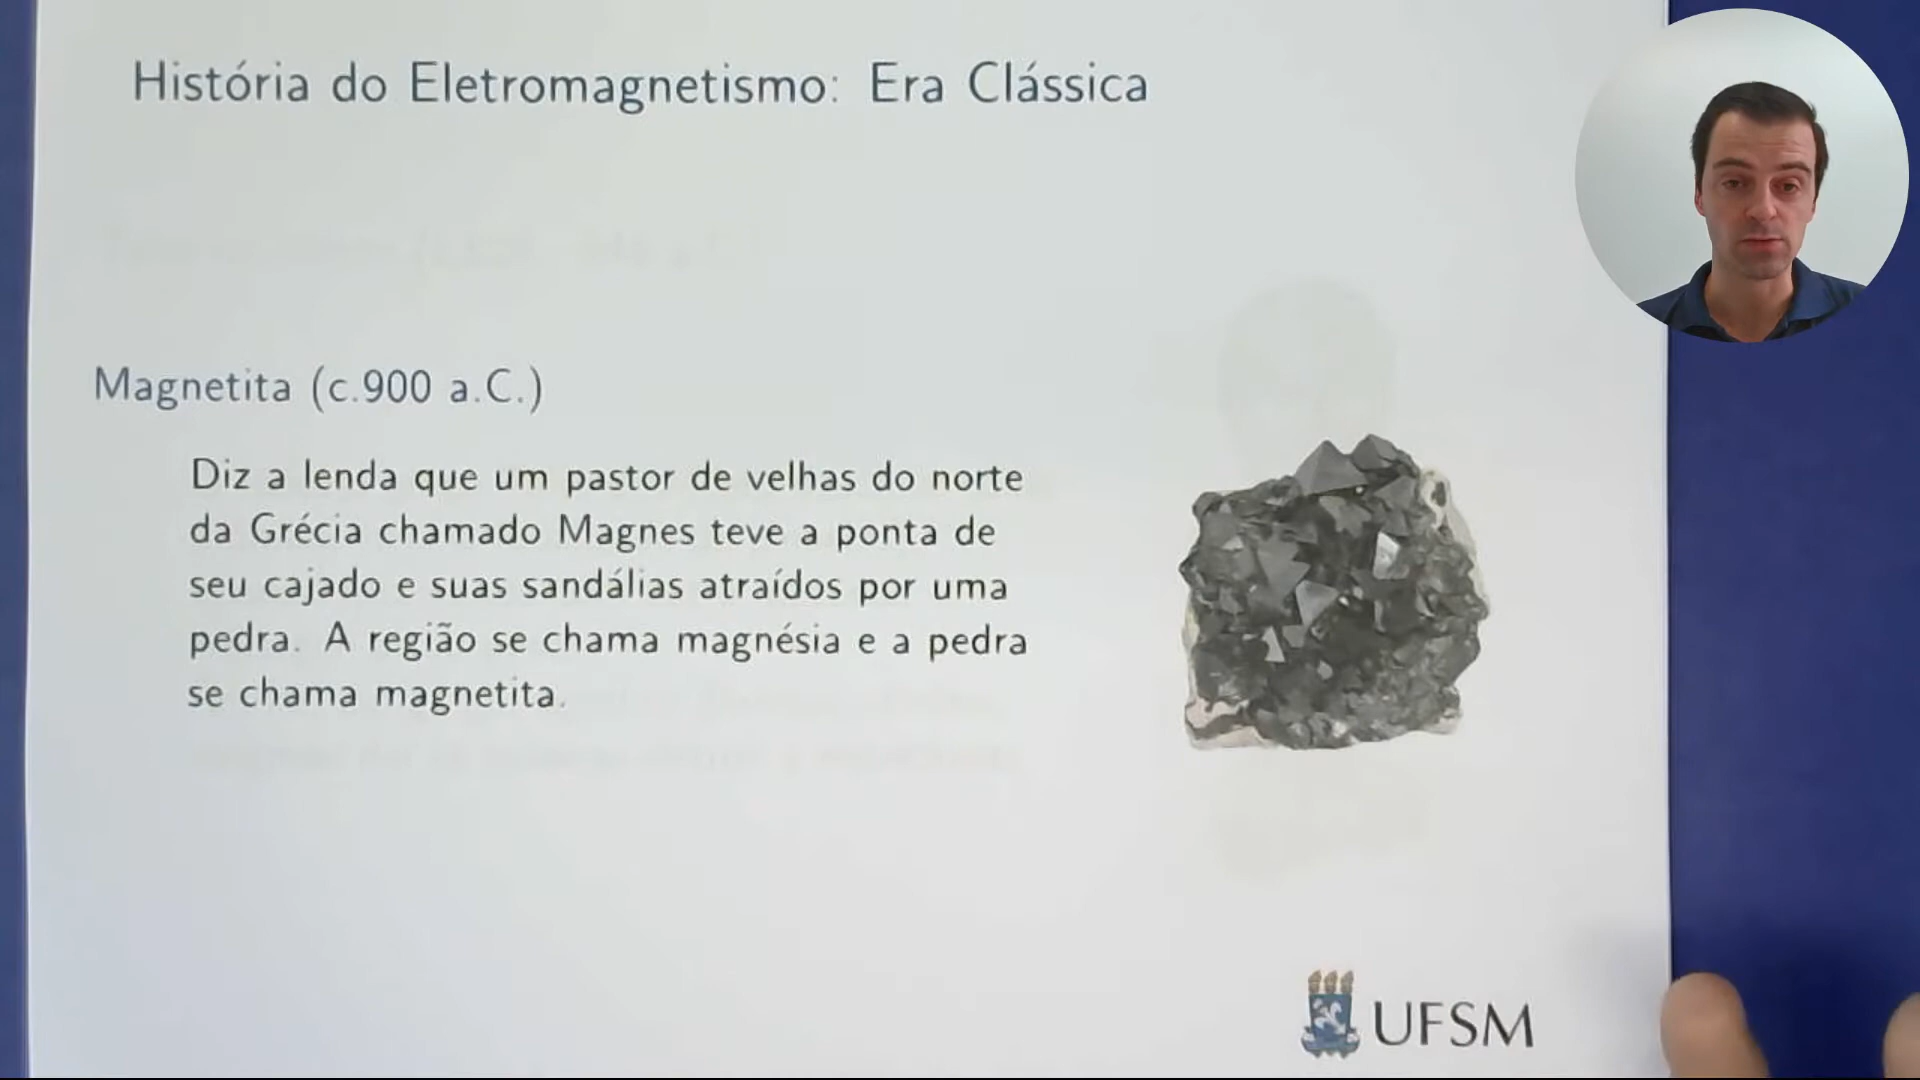 História do Eletromagnetismo: Era Clássica
Magnetita (c.900 a.C.)
Diz a lenda que um pastor de velhas do norte
da Grécia chamado Magnes teve a ponta de
seu cajado e suas sandálias atraídos por uma
pedra. A região se chama magnésia e a pedra
se chama magnetita.
UFSM